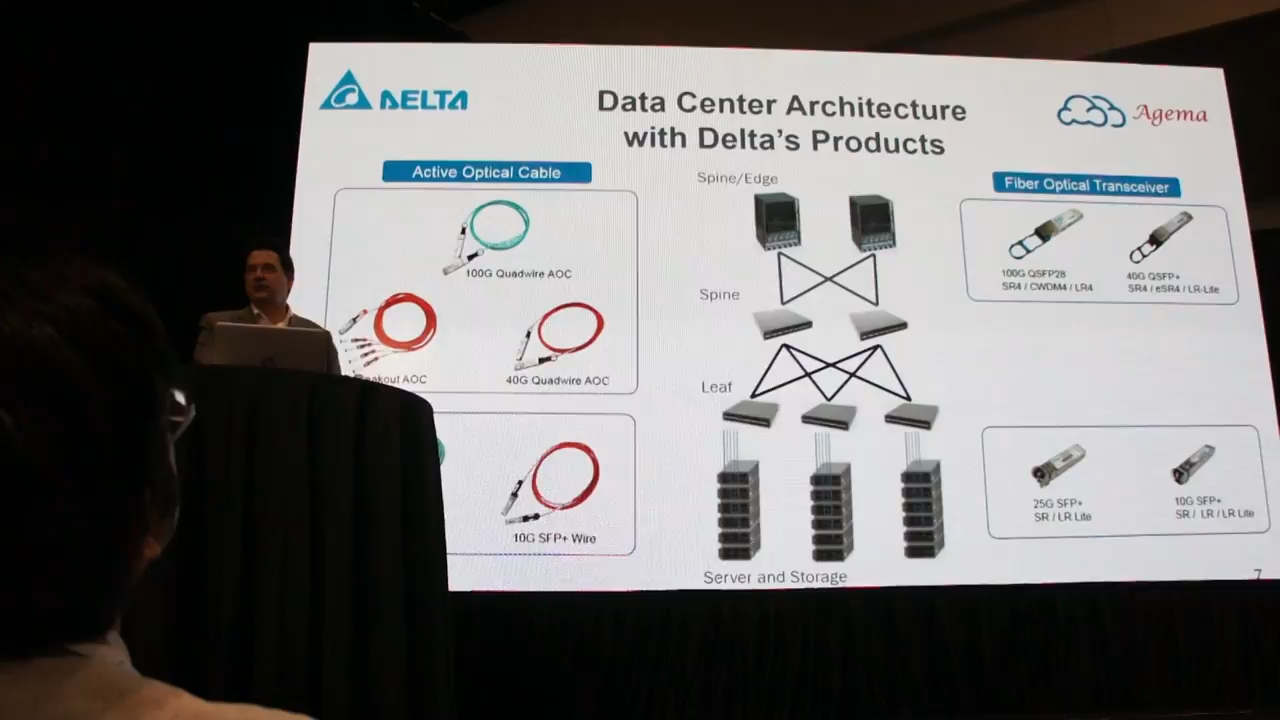 DELTA
Data Center Architecture
with Delta's Products
Agema
Active Optical Cable
100G Quadwire AOC
AOC
40G Quadwire AOC
10G SFP+ Wire
Spine/Edge
Spine
Leaf
Server and Storage
Fiber Optical Transceiver
100G QSFP28
SR4 / CWDM4 / LR4
40G QSFP+
SR4 / eSR4 / LR-Lite
25G SFP+
SR / LR Lite
10G SFP+
SR / LR / LR Lite
7